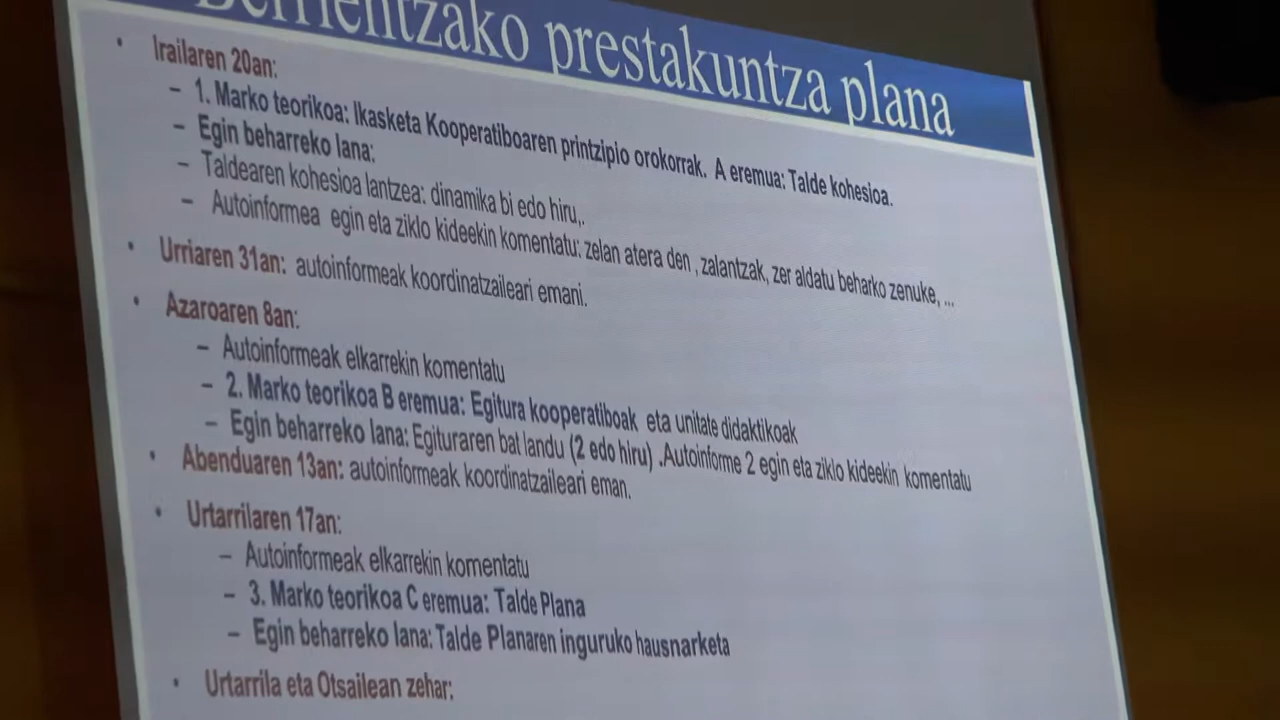 Berrientzako prestakuntza plana
• Irailaren 20an:
– 1. Marko teorikoa: Ikasketa Kooperatiboaren printzipio orokorrak. A eremua: Talde kohesioa.
– Egin beharreko lana:
– Taldearen kohesioa lantzea: dinamika bi edo hiru,.
– Autoinformea egin eta ziklo kideekin komentatu: zelan atera den , zalantzak, zer aldatu beharko zenuke, ...
• Urriaren 31an: autoinformeak koordinatzaileari emani.
• Azaroaren 8an:
– Autoinformeak elkarrekin komentatu
– 2. Marko teorikoa B eremua: Egitura kooperatiboak eta unitate didaktikoak
– Egin beharreko lana: Egituraren bat landu (2 edo hiru) .Autoinforme 2 egin eta ziklo kideekin komentatu
• Abenduaren 13an: autoinformeak koordinatzaileari eman.
• Urtarrilaren 17an:
– Autoinformeak elkarrekin komentatu
– 3. Marko teorikoa C eremua: Talde Plana
– Egin beharreko lana: Talde Planaren inguruko hausnarketa
• Urtarrila eta Otsailean zehar: